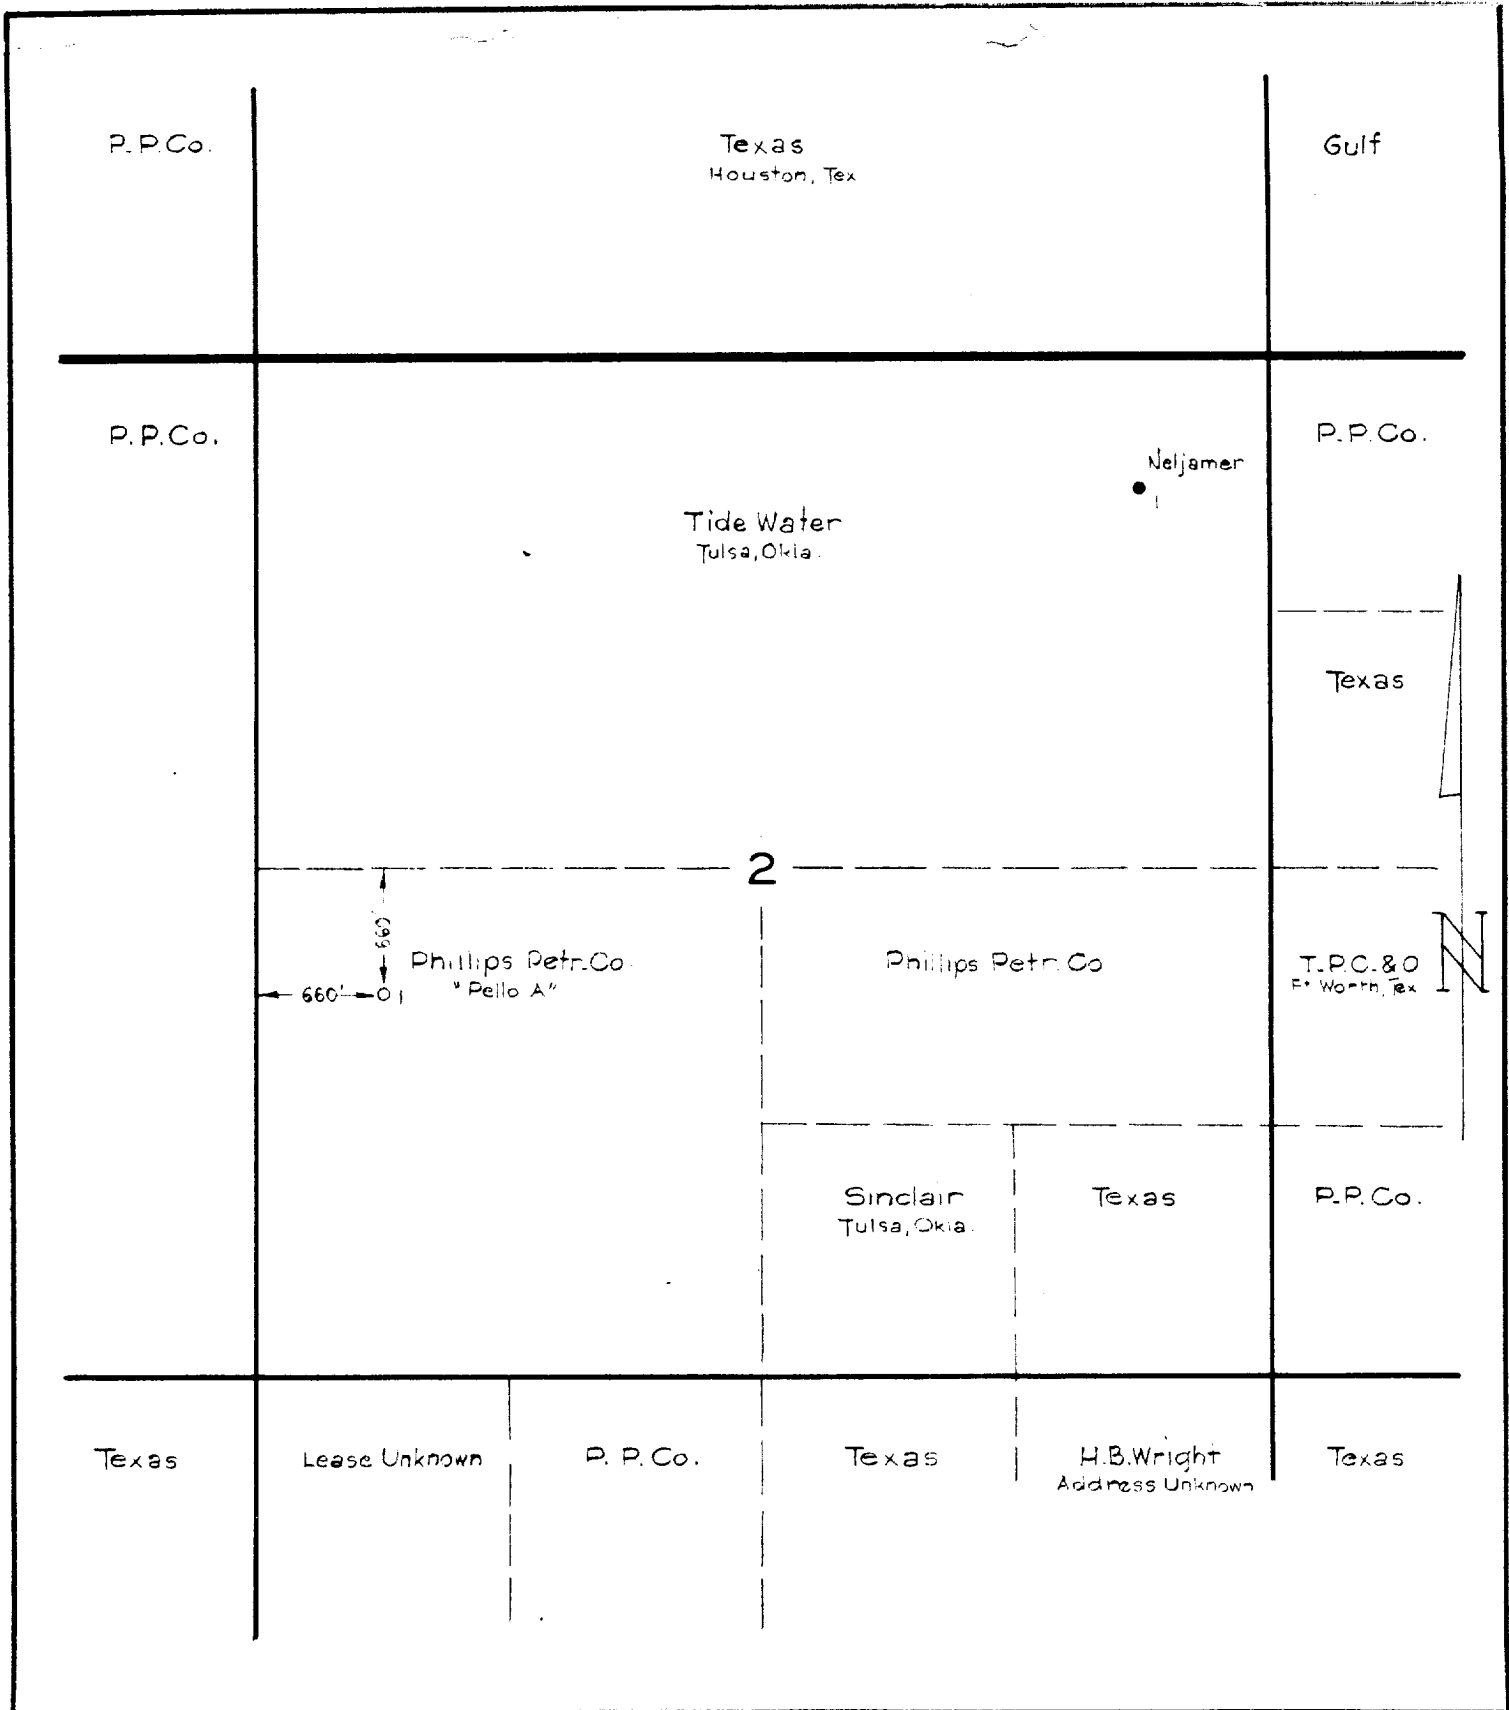 P.P.Co.
Texas
Houston, Tex
Gulf
P.P.Co.
Tide Water
Tulsa, Okla.
Neljamer
1
P.P.Co.
Texas
2
660'
660'
1
Phillips Petr. Co.
"Pello A"
Phillips Petr. Co
T.P.C. & O
Ft Worth, Tex
N
Sinclair
Tulsa, Okla.
Texas
P.P.Co.
Texas
Lease Unknown
P.P.Co.
Texas
H.B.Wright
Address Unknown
Texas